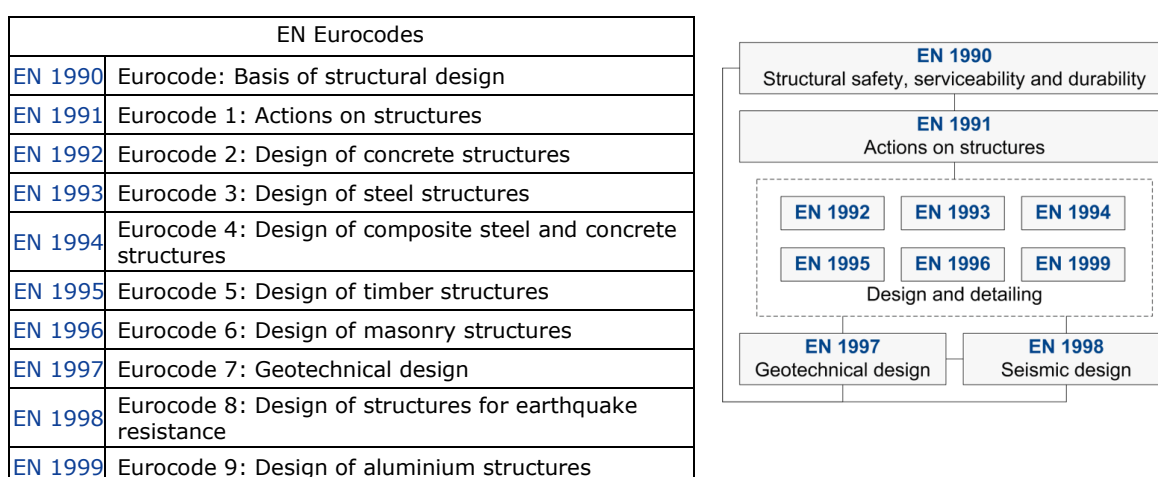 EN Eurocodes
EN 1990 Eurocode: Basis of structural design
EN 1991 Eurocode 1: Actions on structures
EN 1992 Eurocode 2: Design of concrete structures
EN 1993 Eurocode 3: Design of steel structures
EN 1994 Eurocode 4: Design of composite steel and concrete
structures
EN 1995 Eurocode 5: Design of timber structures
EN 1996 Eurocode 6: Design of masonry structures
EN 1997 Eurocode 7: Geotechnical design
EN 1998 Eurocode 8: Design of structures for earthquake
resistance
EN 1999 Eurocode 9: Design of aluminium structures
EN 1990
Structural safety, serviceability and durability
EN 1991
Actions on structures
EN 1992 EN 1993 EN 1994
EN 1995 EN 1996 EN 1999
Design and detailing
EN 1997 EN 1998
Geotechnical design Seismic design